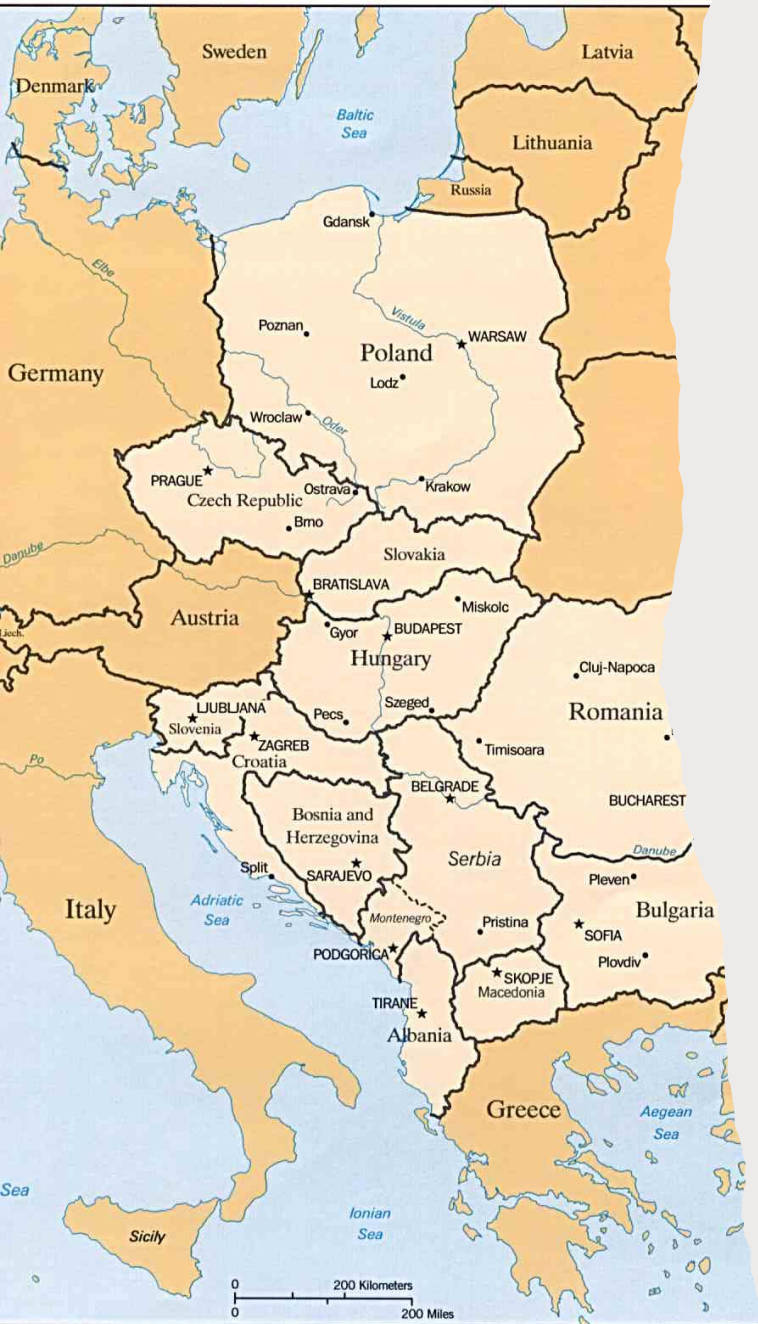 Sweden
Latvia
Denmark
Baltic
Sea
Lithuania
Russia
Gdansk
Elbe
Vistula
Poznan
WARSAW
Poland
Germany
Lodz
Wroclaw
Oder
PRAGUE
Ostrava
Krakow
Czech Republic
Brno
Danube
Slovakia
BRATISLAVA
Miskolc
Austria
Gyor
BUDAPEST
Liech.
Hungary
Cluj-Napoca
LJUBLJANA
Pecs
Szeged
Romania
Slovenia
ZAGREB
Timisoara
Po
Croatia
BELGRADE
BUCHAREST
Bosnia and
Herzegovina
Danube
Serbia
Split
SARAJEVO
Pleven
Adriatic
Sea
Italy
Montenegro
Pristina
Bulgaria
SOFIA
PODGORICA
Plovdiv
SKOPJE
Macedonia
TIRANE
Albania
Greece
Aegean
Sea
Sea
Ionian
Sea
Sicily
0 200 Kilometers
0 200 Miles